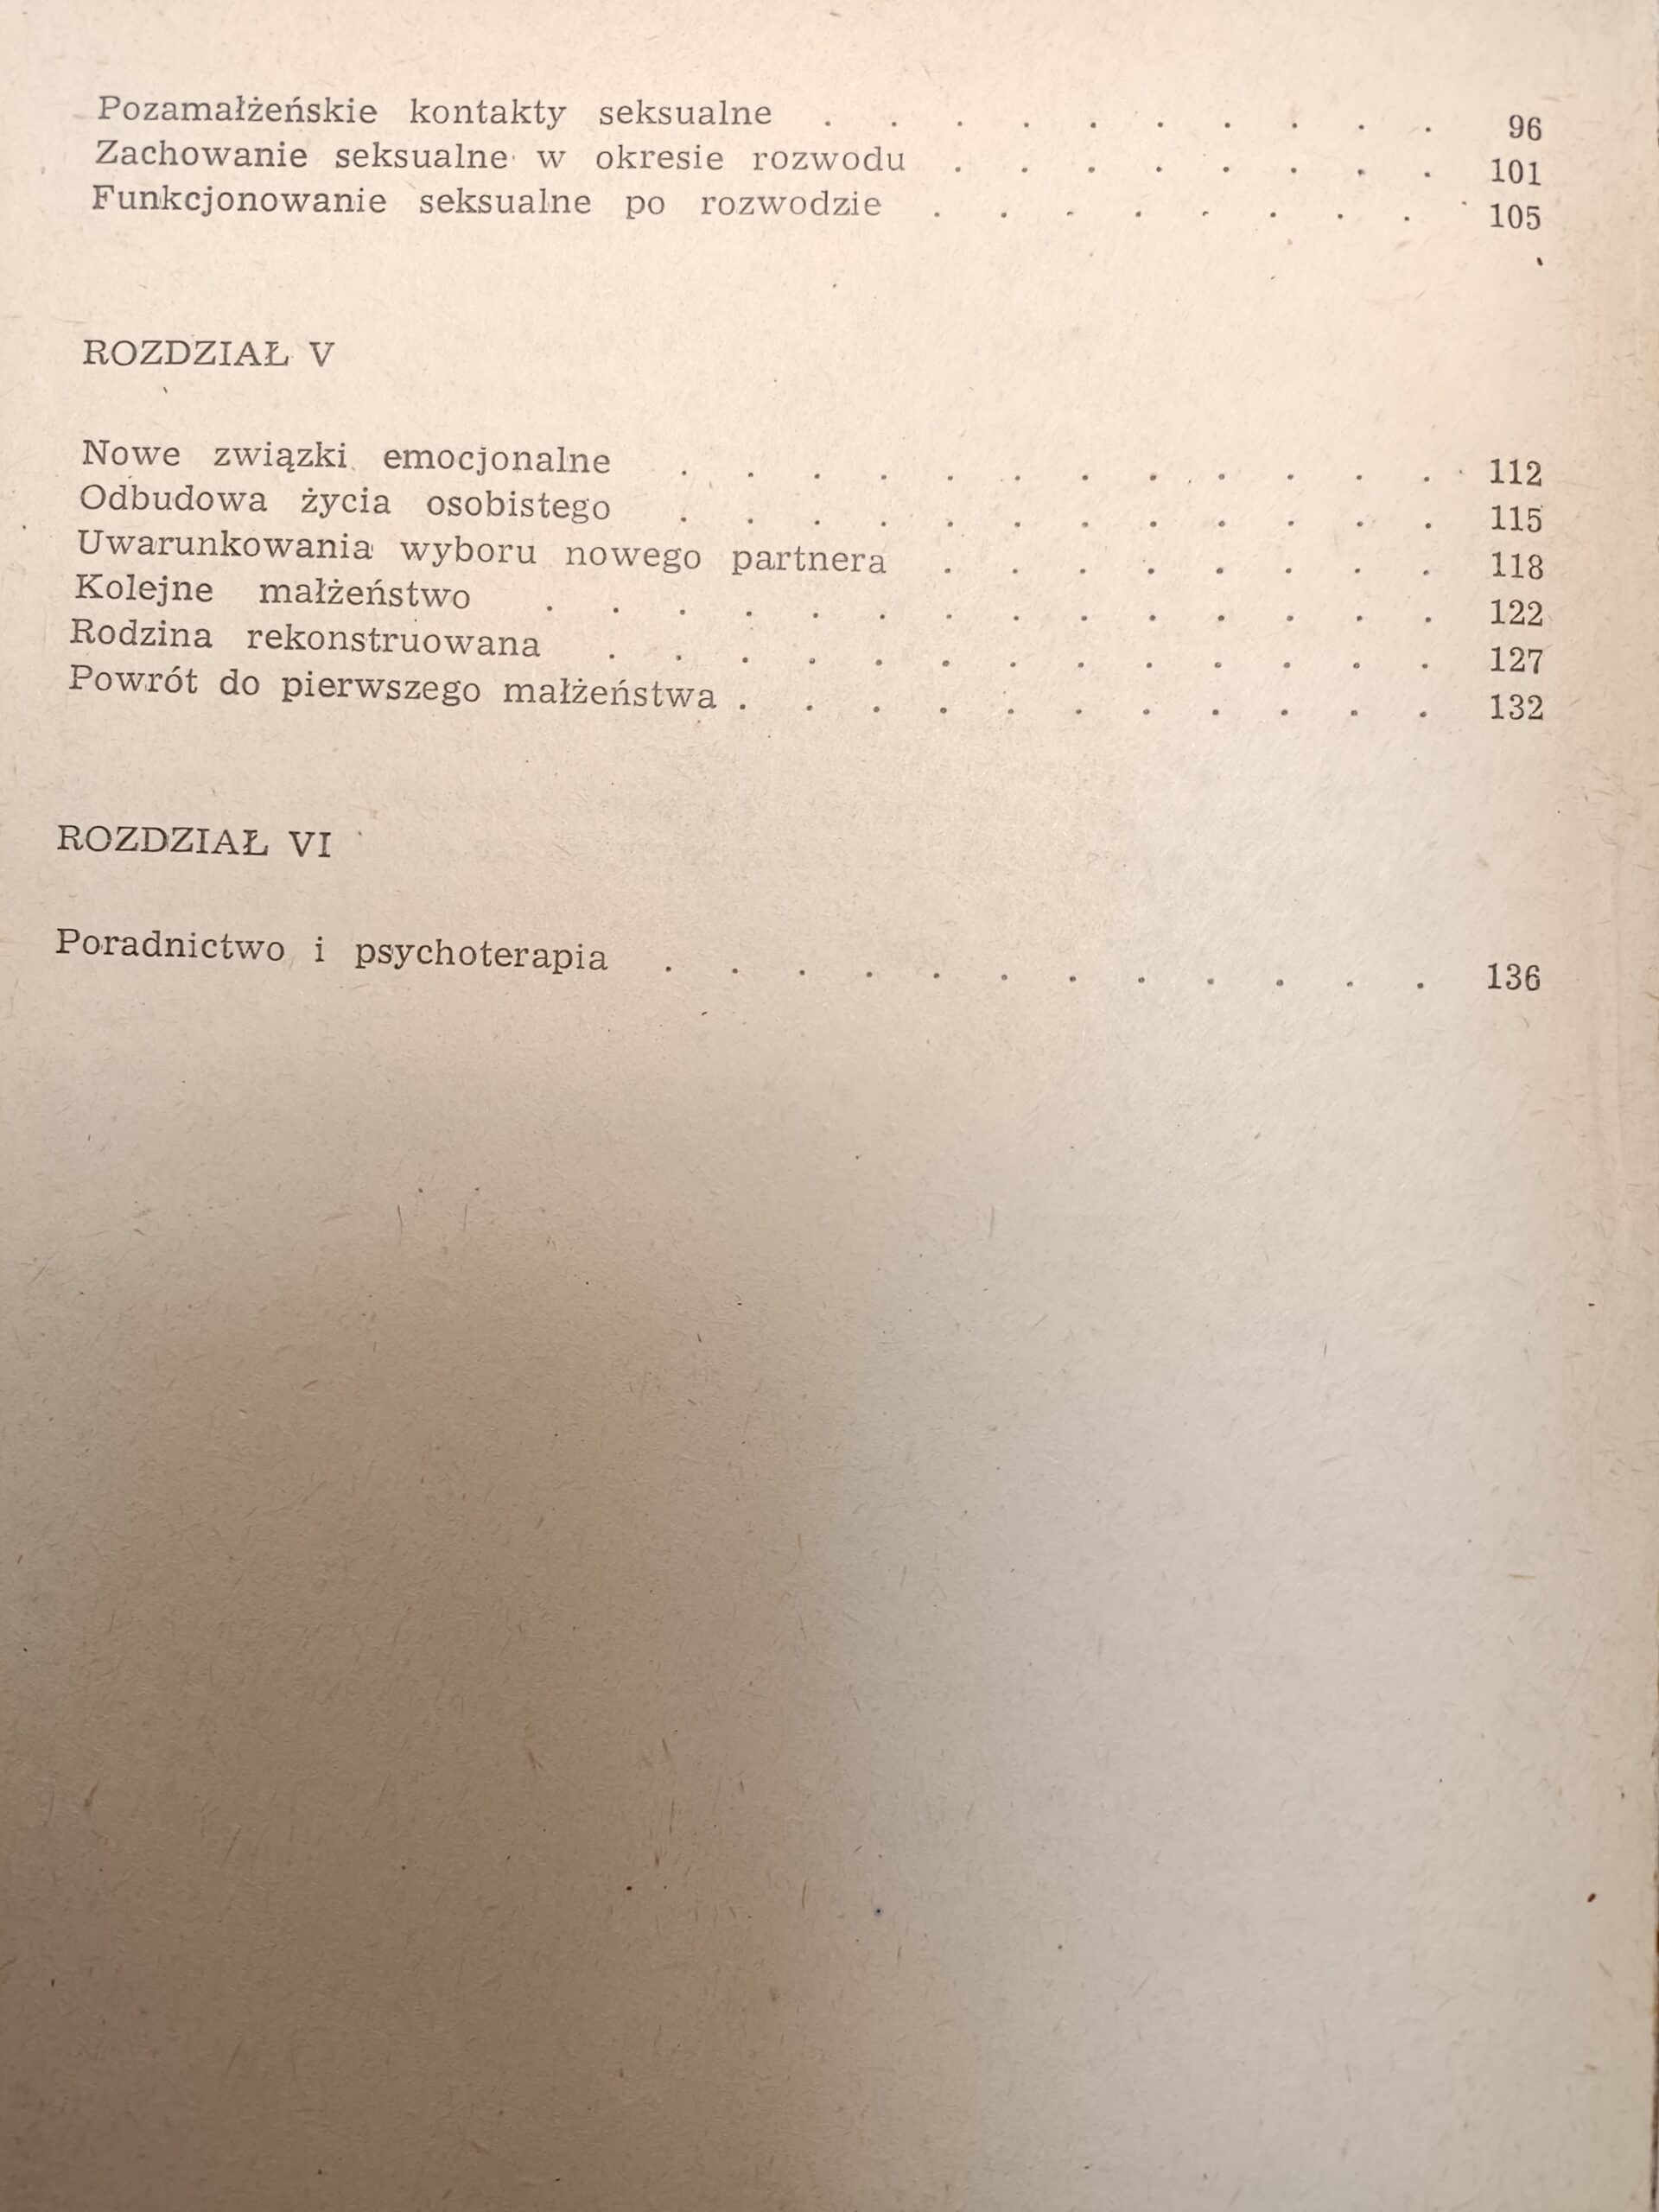 Pozamałżeńskie kontakty seksualne . . . . . . . . . . 96
Zachowanie seksualne w okresie rozwodu . . . . . . . . 101
Funkcjonowanie seksualne po rozwodzie . . . . . . . . 105
ROZDZIAŁ V
Nowe związki emocjonalne . . . . . . . . . . . . 112
Odbudowa życia osobistego . . . . . . . . . . . . 115
Uwarunkowania wyboru nowego partnera . . . . . . . . 118
Kolejne małżeństwo . . . . . . . . . . . . . . 122
Rodzina rekonstruowana . . . . . . . . . . . . . 127
Powrót do pierwszego małżeństwa . . . . . . . . . . . 132
ROZDZIAŁ VI
Poradnictwo i psychoterapia . . . . . . . . . . . . 136